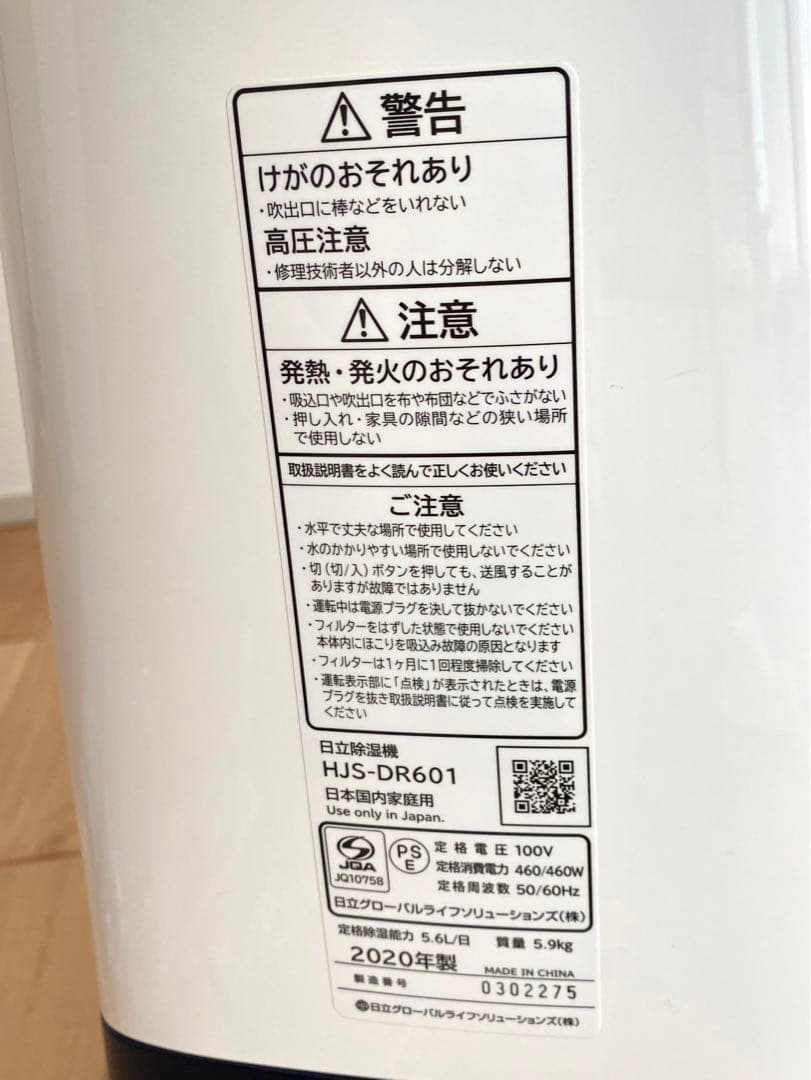 警告
けがのおそれあり
・吹出口に棒などをいれない
高圧注意
・修理技術者以外の人は分解しない
注意
発熱・発火のおそれあり
・吸込口や吹出口を布や布団などでふさがない
・押し入れ・家具の隙間などの狭い場所
で使用しない
取扱説明書をよく読んで正しくお使いください
ご注意
・水平で丈夫な場所で使用してください
・水のかかりやすい場所で使用しないでください
・切(切/入)ボタンを押しても、送風することが
ありますが故障ではありません
・運転中は電源プラグを決して抜かないでください
・フィルターをはずした状態で使用しないでください
本体内にほこりを吸込み故障の原因となります
・フィルターは1ヶ月に1回程度掃除してください
・運転表示部に「点検」が表示されたときは、電源
プラグを抜き取扱説明書に従って点検を実施して
ください
日立除湿機
HJS-DR601
日本国内家庭用
Use only in Japan.
JQA
JQ10758
PS
E
定格電圧 100V
定格消費電力 460/460W
定格周波数 50/60Hz
日立グローバルライフソリューションズ(株)
定格除湿能力 5.6L/日 質量 5.9kg
2020年製 MADE IN CHINA
製造番号 0302275
日立グローバルライフソリューションズ(株)